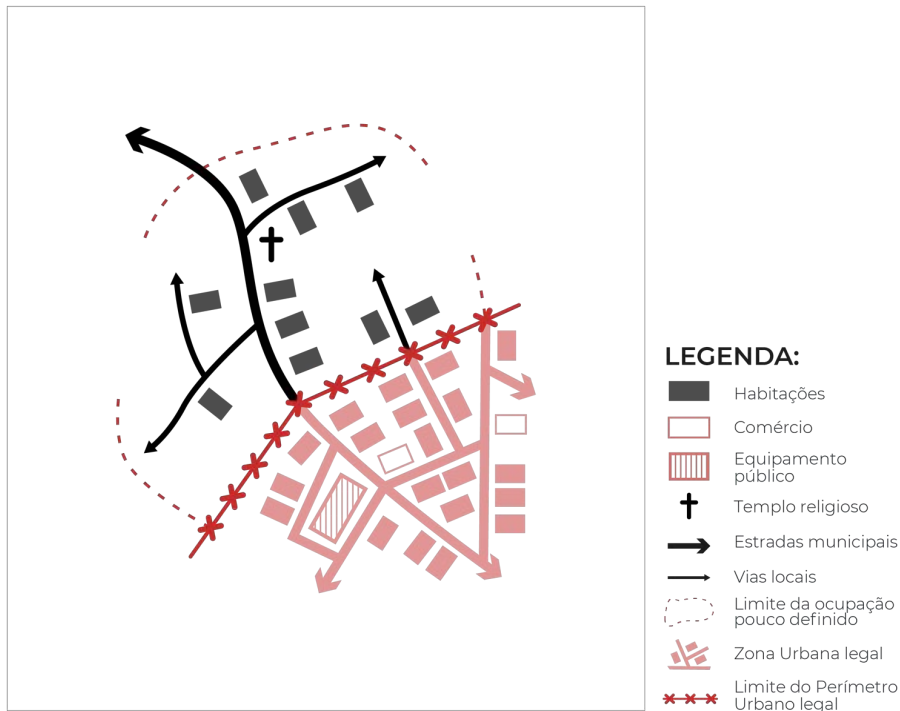 LEGENDA:
Habitações
Comércio
Equipamento
público
Templo religioso
Estradas municipais
Vias locais
Limite da ocupação
pouco definido
Zona Urbana legal
Limite do Perímetro
Urbano legal